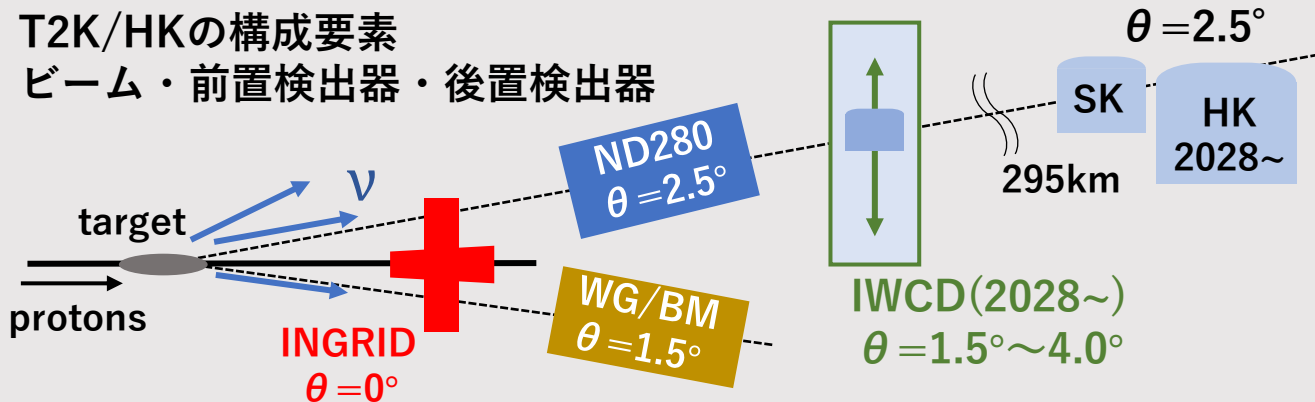 T2K/HKの構成要素
ビーム・前置検出器・後置検出器
θ=2.5°
SK
HK
2028~
295km
ND280
θ=2.5°
ν
target
protons
INGRID
θ=0°
WG/BM
θ=1.5°
IWCD(2028~)
θ=1.5°～4.0°